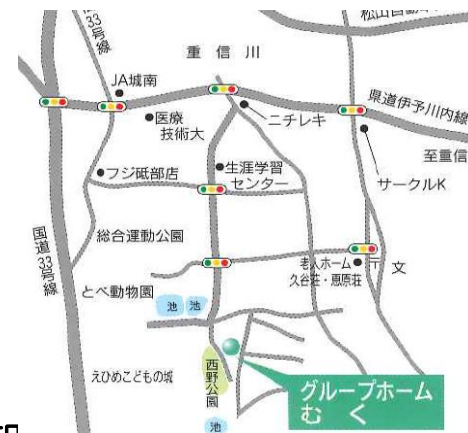 松山自動
33号線
重信川
JA城南
医療
技術大
ニチレキ
県道伊予川内線
至重信
フジ砥部店
生涯学習
センター
サークルK
国道33号線
総合運動公園
老人ホーム
久谷荘・恵原荘
〒
文
とべ動物園
池
池
西野公園
えひめこどもの城
グループホーム
むく
池